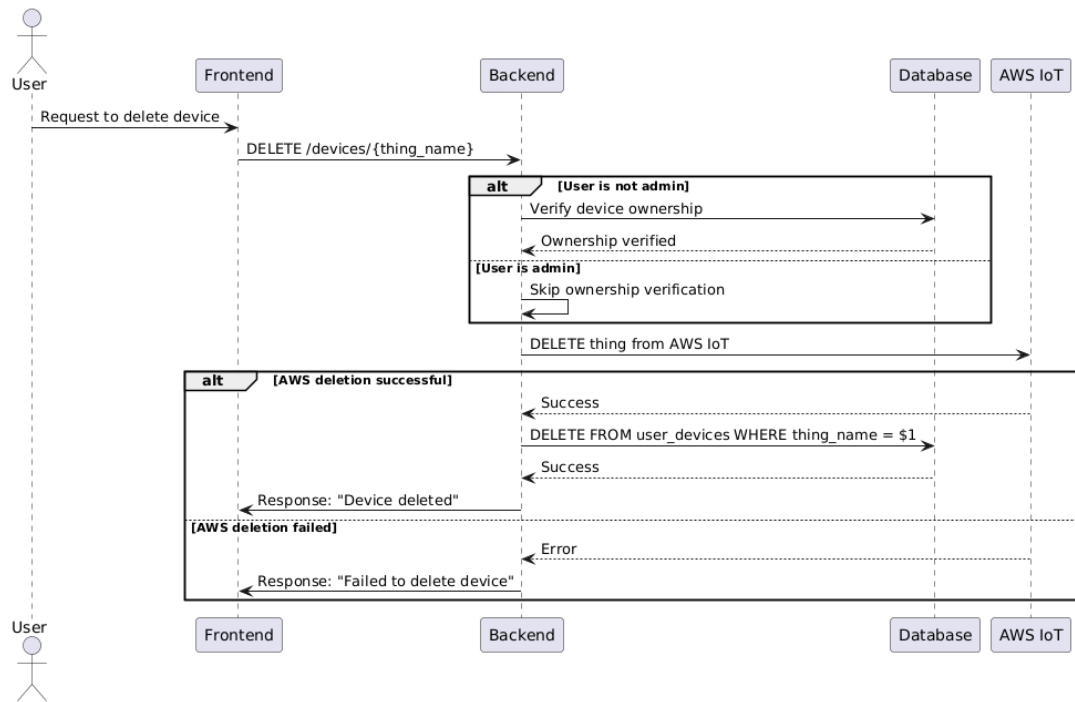 User
Frontend
Backend
Database
AWS IoT
Request to delete device
DELETE /devices/{thing_name}
alt [User is not admin]
Verify device ownership
Ownership verified
[User is admin]
Skip ownership verification
DELETE thing from AWS IoT
alt [AWS deletion successful]
Success
DELETE FROM user_devices WHERE thing_name = $1
Success
Response: "Device deleted"
[AWS deletion failed]
Error
Response: "Failed to delete device"
User
Frontend
Backend
Database
AWS IoT